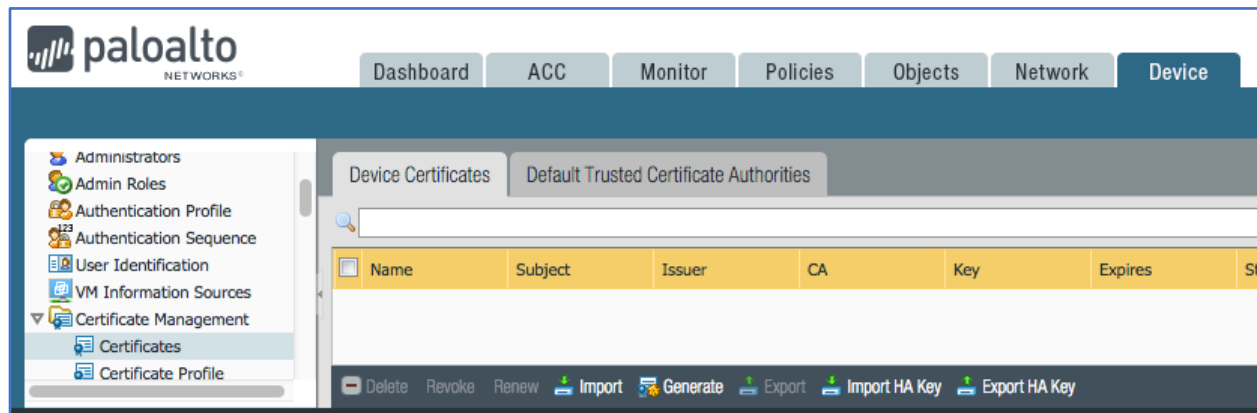 paloalto
NETWORKS®
Dashboard ACC Monitor Policies Objects Network Device
Administrators
Admin Roles
Authentication Profile
123
Authentication Sequence
User Identification
VM Information Sources
Certificate Management
Certificates
Certificate Profile
Device Certificates Default Trusted Certificate Authorities
Name Subject Issuer CA Key Expires
Delete Revoke Renew Import Generate Export Import HA Key Export HA Key